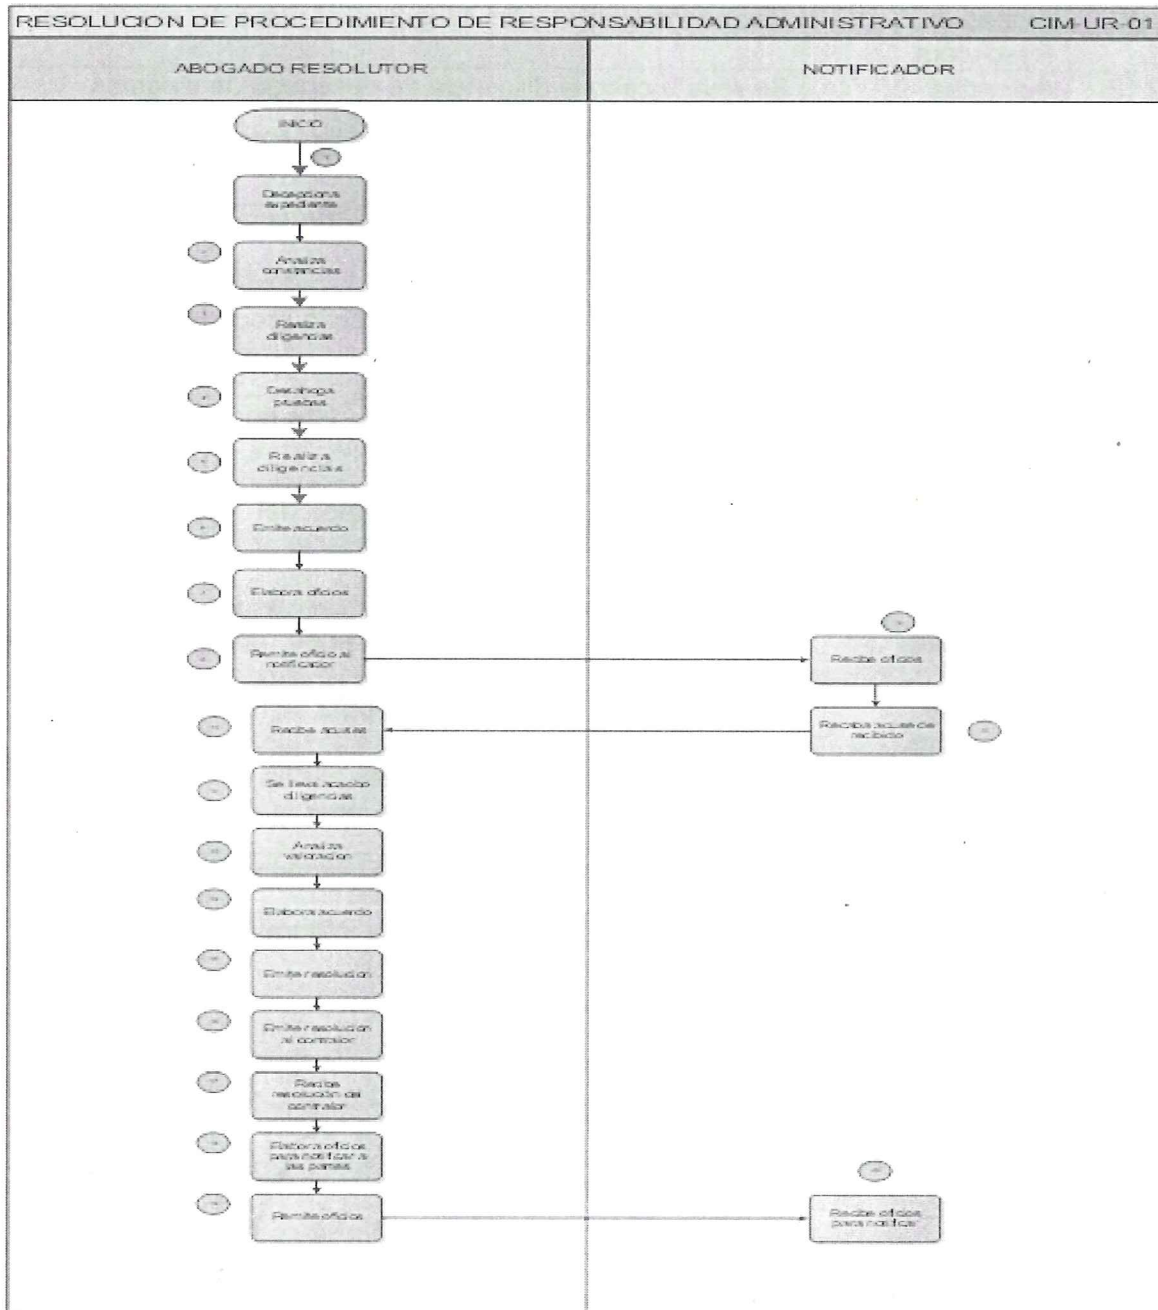 RESOLUCION DE PROCEDIMIENTO DE RESPONSABILIDAD ADMINISTRATIVO CIM-UR-01
ABOGADO RESOLUTOR
NOTIFICADOR
INICIO
expediente
Analiza
constancias
Realiza
diligencias
Desahoga
pruebas
Realiza
diligencias
Emite acuerdo
Elabora oficios
Remite oficio al
notificador
Recibe oficios
Recibe acuses
Recaba acuse de
recibido
Se lleva acabo
diligencias
Analiza
valoracion
Elabora acuerdo
Emite resolucion
Emite resolucion
al contralor
Recibe
resolución del
contralor
Elabora oficios
para notificar a
las partes
Remite oficios
Recibe oficios
para notificar